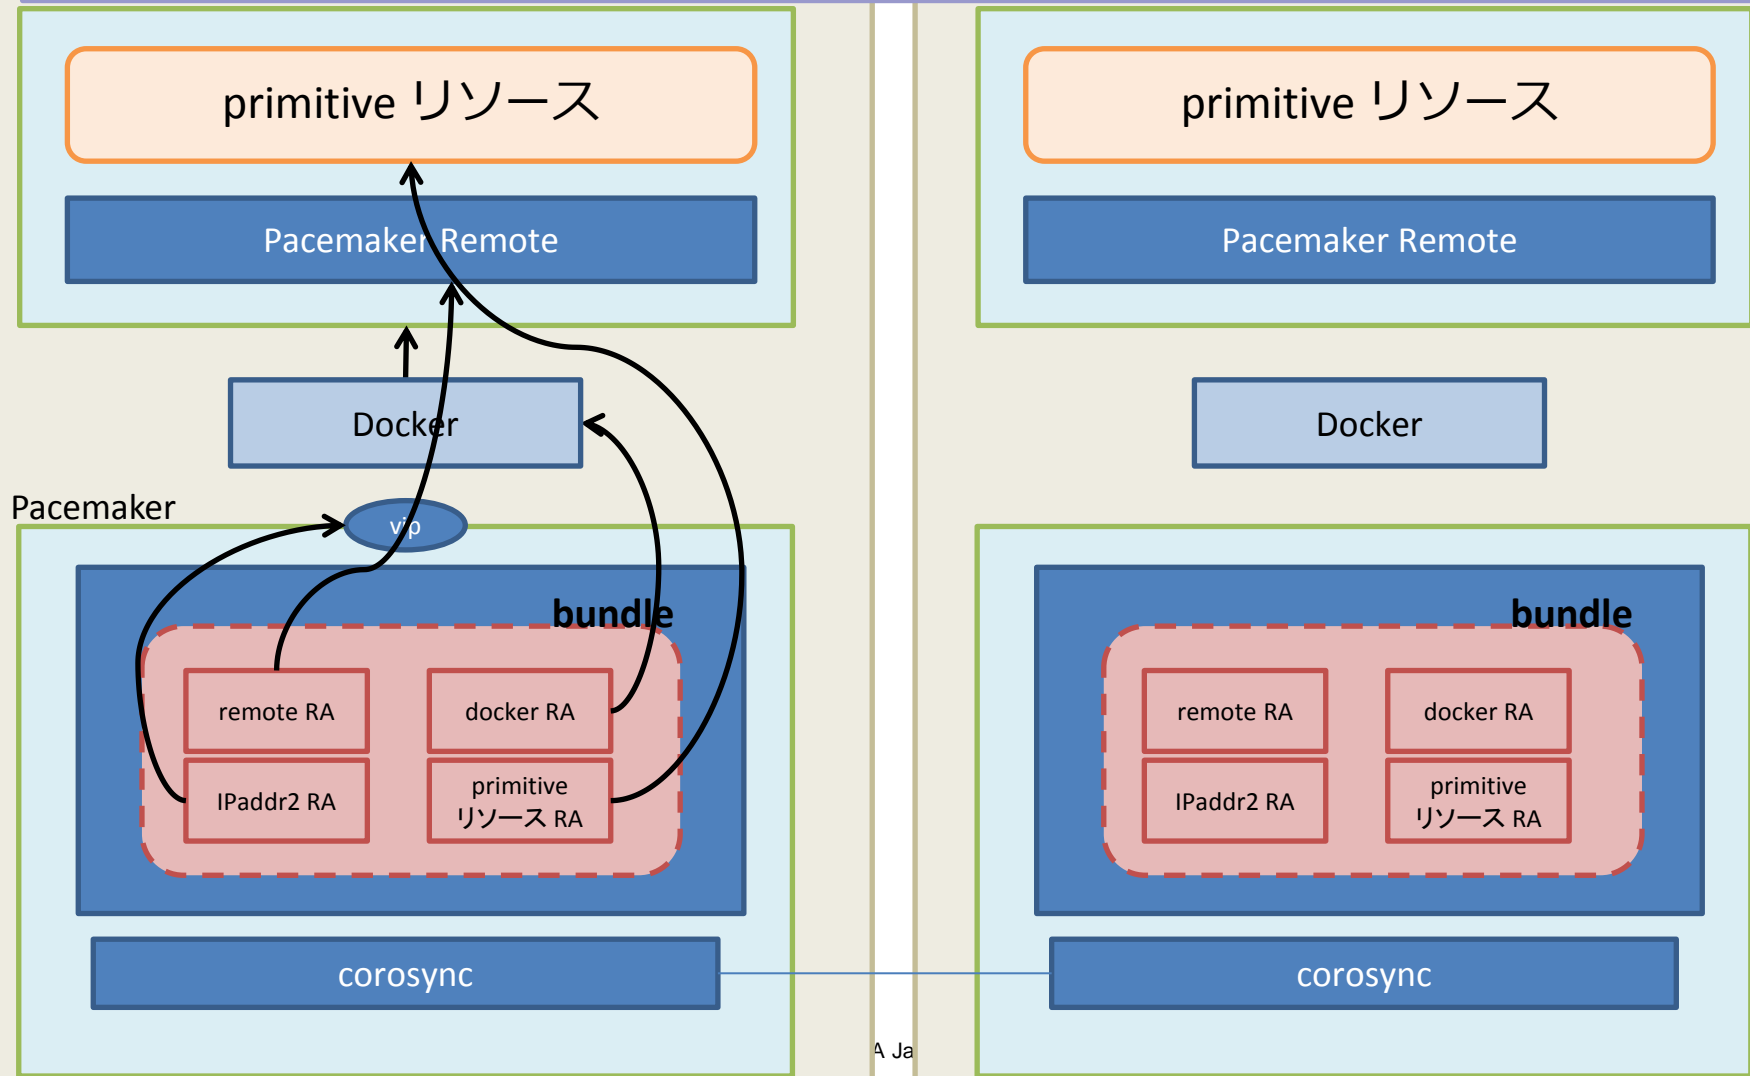 primitive リソース
Pacemaker Remote
Docker
Pacemaker
vip
bundle
remote RA
docker RA
IPaddr2 RA
primitive
リソース RA
corosync
primitive リソース
Pacemaker Remote
Docker
bundle
remote RA
docker RA
IPaddr2 RA
primitive
リソース RA
corosync
A Ja